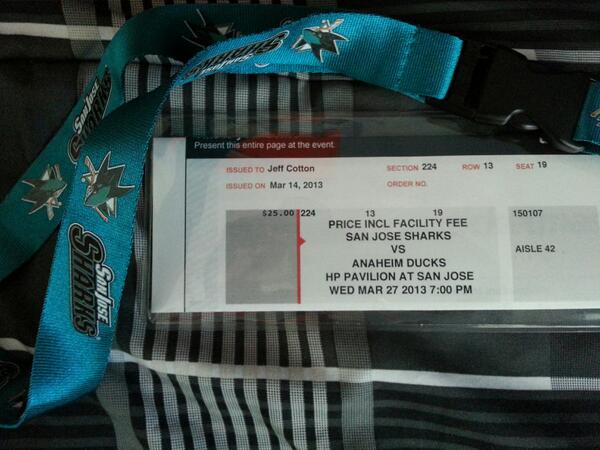 SAN JOSE
SHARKS
SAN JOSE
SHARKS
SAN JOSE
SHARKS
Present this entire page at the event.
ISSUED TO Jeff Cotton SECTION 224 ROW 13 SEAT 19
ISSUED ON Mar 14, 2013 ORDER NO.
$25.00 224 13 19 150107
PRICE INCL FACILITY FEE
SAN JOSE SHARKS
VS AISLE 42
ANAHEIM DUCKS
HP PAVILION AT SAN JOSE
WED MAR 27 2013 7:00 PM